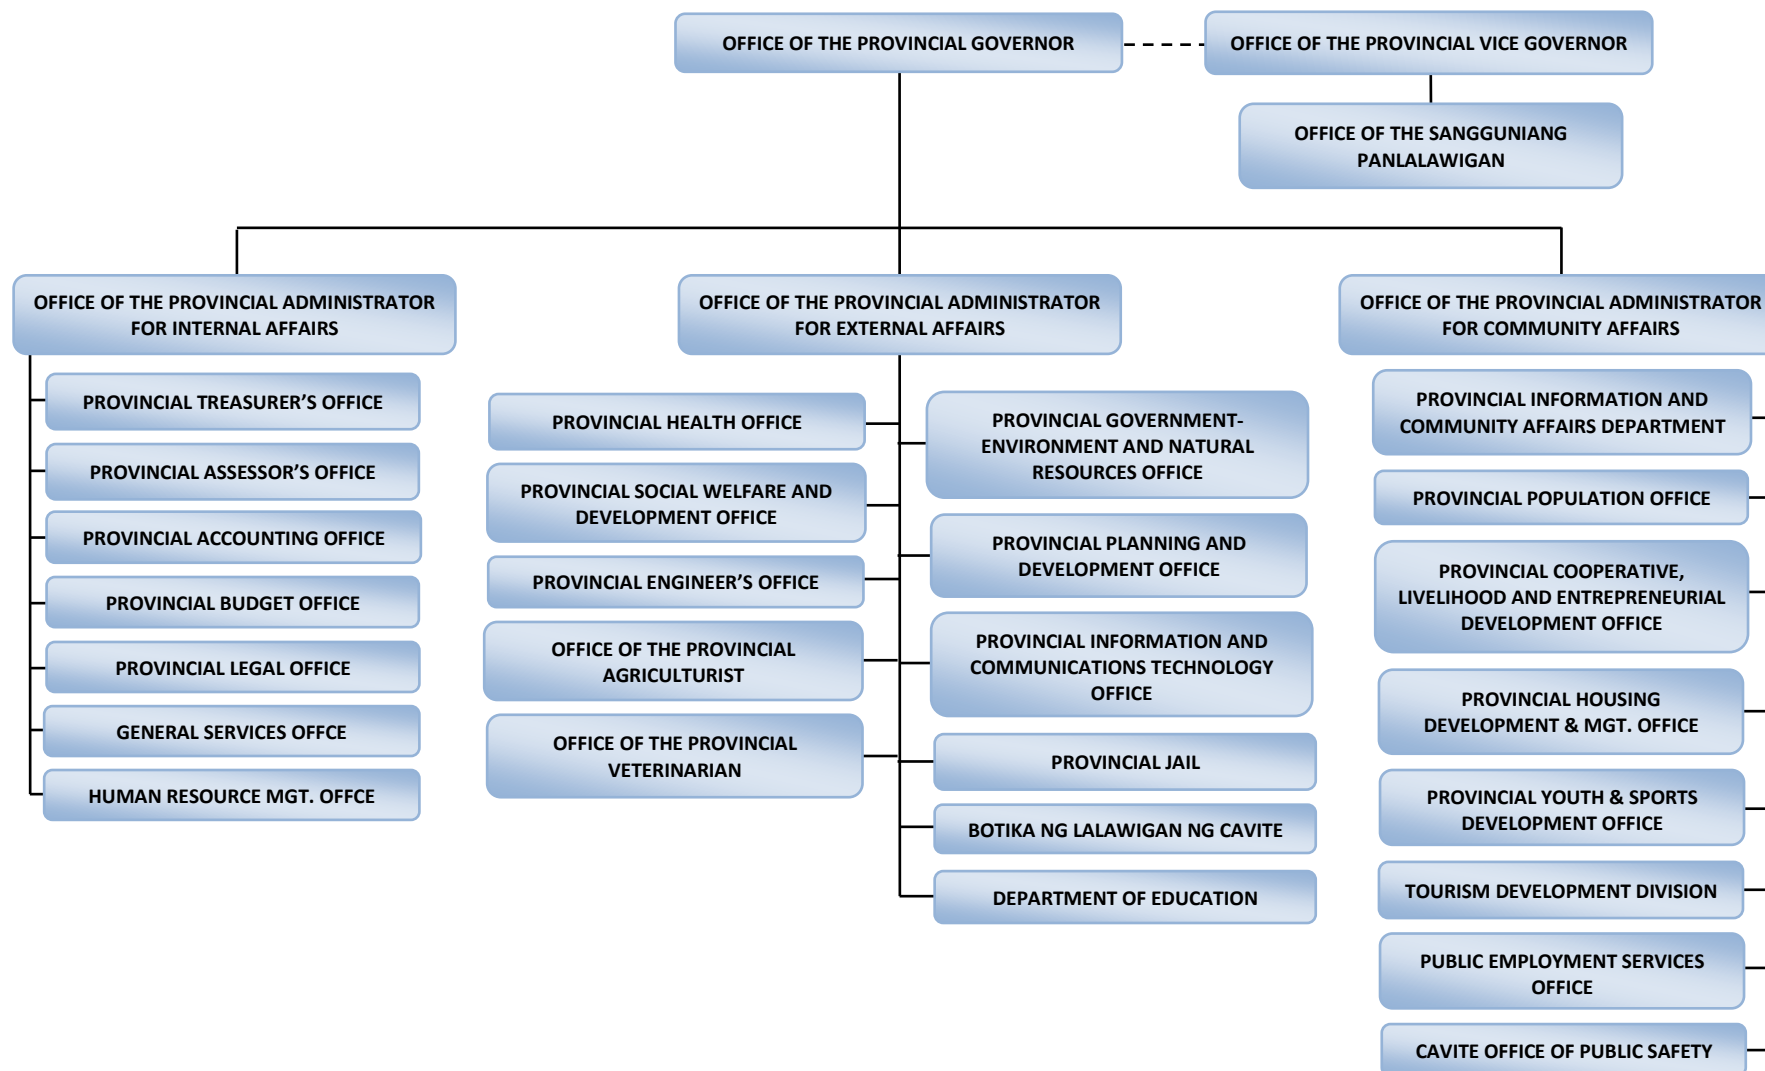 OFFICE OF THE PROVINCIAL GOVERNOR
OFFICE OF THE PROVINCIAL VICE GOVERNOR
OFFICE OF THE SANGGUNIANG
PANLALAWIGAN
OFFICE OF THE PROVINCIAL ADMINISTRATOR
FOR INTERNAL AFFAIRS
PROVINCIAL TREASURER’S OFFICE
PROVINCIAL ASSESSOR’S OFFICE
PROVINCIAL ACCOUNTING OFFICE
PROVINCIAL BUDGET OFFICE
PROVINCIAL LEGAL OFFICE
GENERAL SERVICES OFFCE
HUMAN RESOURCE MGT. OFFCE
OFFICE OF THE PROVINCIAL ADMINISTRATOR
FOR EXTERNAL AFFAIRS
PROVINCIAL HEALTH OFFICE
PROVINCIAL SOCIAL WELFARE AND
DEVELOPMENT OFFICE
PROVINCIAL ENGINEER’S OFFICE
OFFICE OF THE PROVINCIAL
AGRICULTURIST
OFFICE OF THE PROVINCIAL
VETERINARIAN
PROVINCIAL GOVERNMENT-
ENVIRONMENT AND NATURAL
RESOURCES OFFICE
PROVINCIAL PLANNING AND
DEVELOPMENT OFFICE
PROVINCIAL INFORMATION AND
COMMUNICATIONS TECHNOLOGY
OFFICE
PROVINCIAL JAIL
BOTIKA NG LALAWIGAN NG CAVITE
DEPARTMENT OF EDUCATION
OFFICE OF THE PROVINCIAL ADMINISTRATOR
FOR COMMUNITY AFFAIRS
PROVINCIAL INFORMATION AND
COMMUNITY AFFAIRS DEPARTMENT
PROVINCIAL POPULATION OFFICE
PROVINCIAL COOPERATIVE,
LIVELIHOOD AND ENTREPRENEURIAL
DEVELOPMENT OFFICE
PROVINCIAL HOUSING
DEVELOPMENT & MGT. OFFICE
PROVINCIAL YOUTH & SPORTS
DEVELOPMENT OFFICE
TOURISM DEVELOPMENT DIVISION
PUBLIC EMPLOYMENT SERVICES
OFFICE
CAVITE OFFICE OF PUBLIC SAFETY